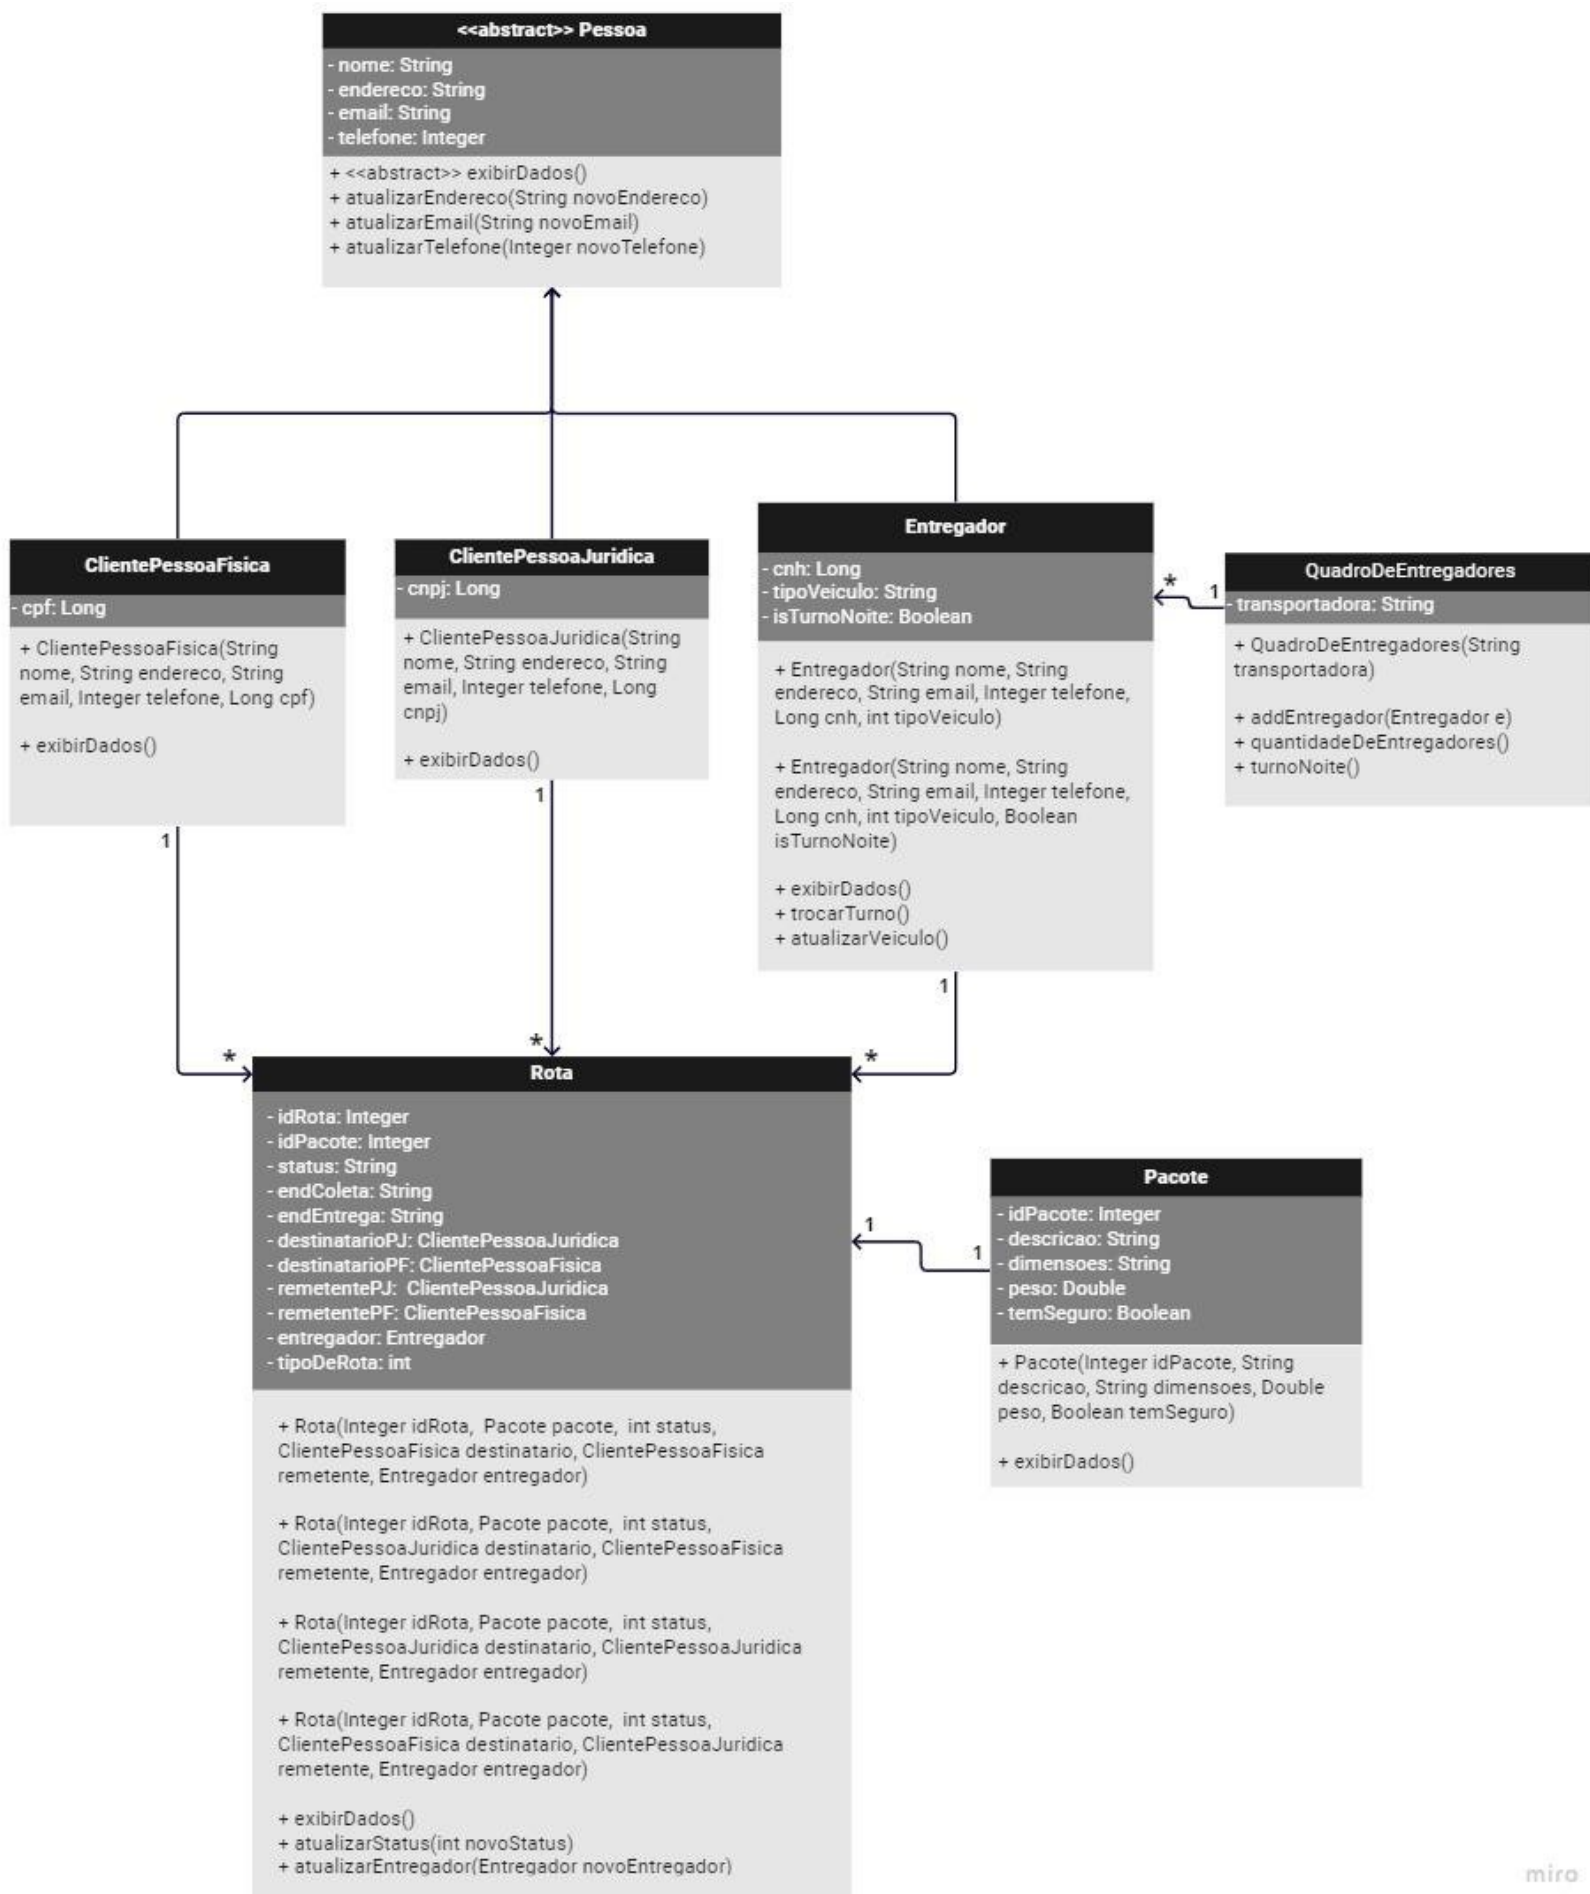 <<abstract>> Pessoa
- nome: String
- endereco: String
- email: String
- telefone: Integer
+ <<abstract>> exibirDados()
+ atualizarEndereco(String novoEndereco)
+ atualizarEmail(String novoEmail)
+ atualizarTelefone(Integer novoTelefone)
ClientePessoaFisica
- cpf: Long
+ ClientePessoaFisica(String
nome, String endereco, String
email, Integer telefone, Long cpf)
+ exibirDados()
1
*
ClientePessoaJuridica
- cnpj: Long
+ ClientePessoaJuridica(String
nome, String endereco, String
email, Integer telefone, Long
cnpj)
+ exibirDados()
1
*
Entregador
- cnh: Long
- tipoVeiculo: String
- isTurnoNoite: Boolean
+ Entregador(String nome, String
endereco, String email, Integer telefone,
Long cnh, int tipoVeiculo)
+ Entregador(String nome, String
endereco, String email, Integer telefone,
Long cnh, int tipoVeiculo, Boolean
isTurnoNoite)
+ exibirDados()
+ trocarTurno()
+ atualizarVeiculo()
1
*
* 1
QuadroDeEntregadores
- transportadora: String
+ QuadroDeEntregadores(String
transportadora)
+ addEntregador(Entregador e)
+ quantidadeDeEntregadores()
+ turnoNoite()
Rota
- idRota: Integer
- idPacote: Integer
- status: String
- endColeta: String
- endEntrega: String
- destinatarioPJ: ClientePessoaJuridica
- destinatarioPF: ClientePessoaFisica
- remetentePJ:  ClientePessoaJuridica
- remetentePF: ClientePessoaFisica
- entregador: Entregador
- tipoDeRota: int
+ Rota(Integer idRota,  Pacote pacote,  int status,
ClientePessoaFisica destinatario, ClientePessoaFisica
remetente, Entregador entregador)
+ Rota(Integer idRota, Pacote pacote,  int status,
ClientePessoaJuridica destinatario, ClientePessoaFisica
remetente, Entregador entregador)
+ Rota(Integer idRota, Pacote pacote,  int status,
ClientePessoaJuridica destinatario, ClientePessoaJuridica
remetente, Entregador entregador)
+ Rota(Integer idRota, Pacote pacote,  int status,
ClientePessoaFisica destinatario, ClientePessoaJuridica
remetente, Entregador entregador)
+ exibirDados()
+ atualizarStatus(int novoStatus)
+ atualizarEntregador(Entregador novoEntregador)
1
1
Pacote
- idPacote: Integer
- descricao: String
- dimensoes: String
- peso: Double
- temSeguro: Boolean
+ Pacote(Integer idPacote, String
descricao, String dimensoes, Double
peso, Boolean temSeguro)
+ exibirDados()
miro